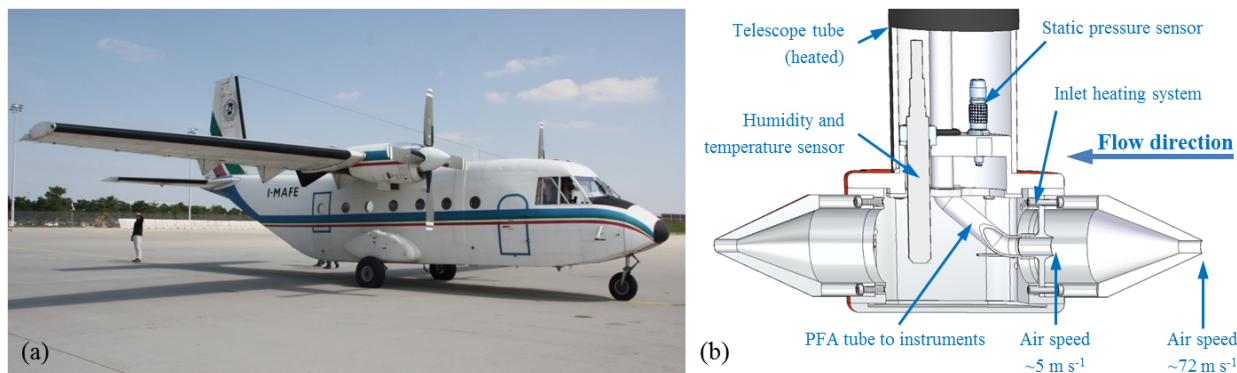 I-MAFE
(a)
Telescope tube
(heated)
Static pressure sensor
Inlet heating system
Humidity and
temperature sensor
Flow direction
PFA tube to instruments
Air speed
~5 m s⁻¹
Air speed
~72 m s⁻¹
(b)